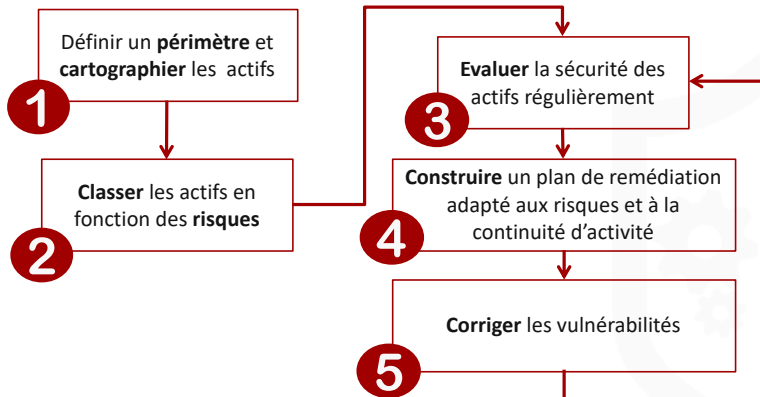 1
Définir un périmètre et
cartographier les actifs
2
Classer les actifs en
fonction des risques
3
Evaluer la sécurité des
actifs régulièrement
4
Construire un plan de remédiation
adapté aux risques et à la
continuité d'activité
5
Corriger les vulnérabilités